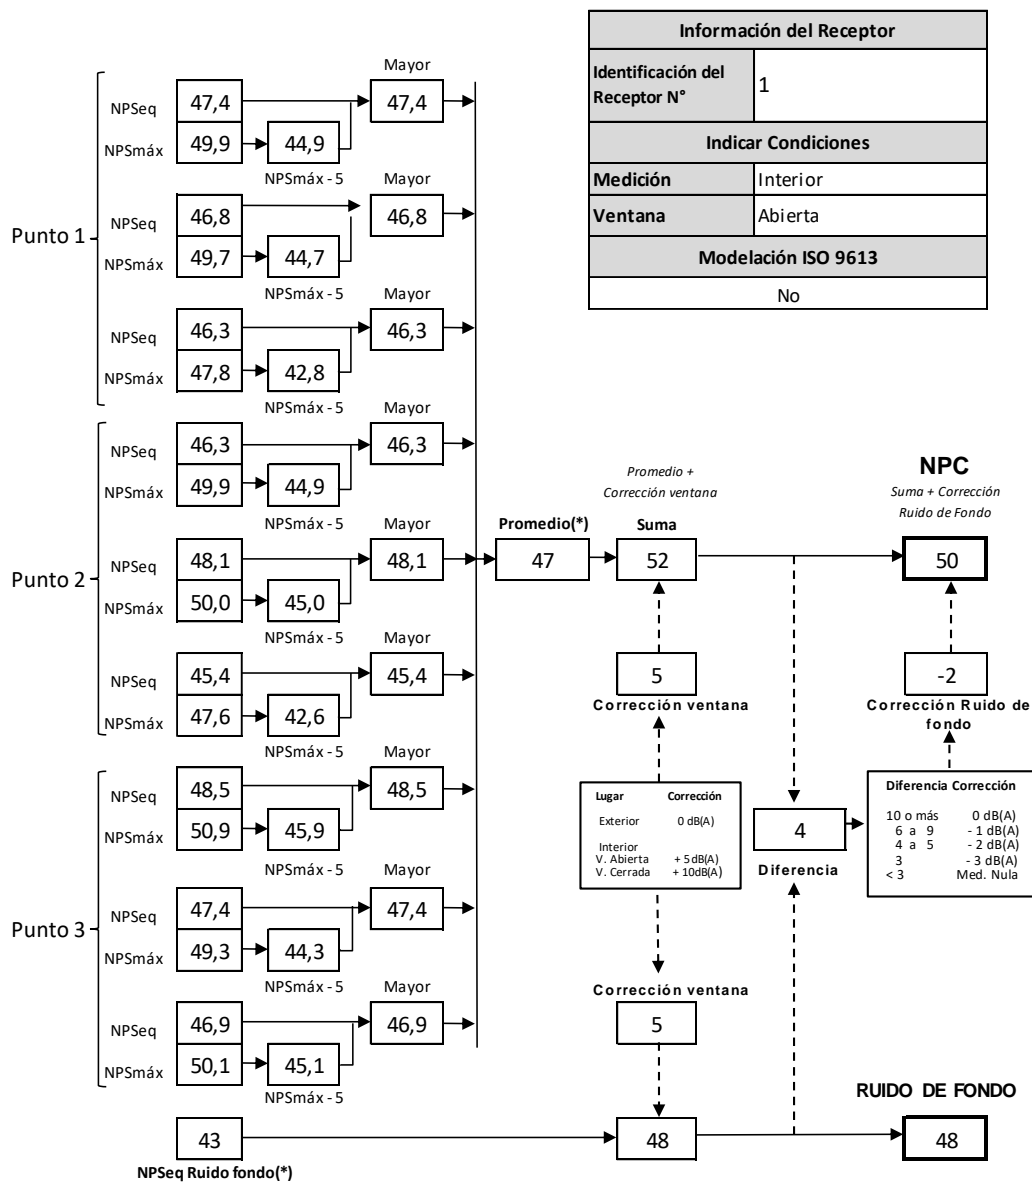 Información del Receptor
Identificación del
Receptor N°
1
Indicar Condiciones
Medición
Interior
Ventana
Abierta
Modelación ISO 9613
No
Punto 1
Mayor
NPSeq
47,4
47,4
NPSmáx
49,9
44,9
NPSmáx - 5
Mayor
NPSeq
46,8
46,8
NPSmáx
49,7
44,7
NPSmáx - 5
Mayor
NPSeq
46,3
46,3
NPSmáx
47,8
42,8
NPSmáx - 5
Punto 2
Mayor
NPSeq
46,3
46,3
NPSmáx
49,9
44,9
NPSmáx - 5
Mayor
NPSeq
48,1
48,1
NPSmáx
50,0
45,0
NPSmáx - 5
Mayor
NPSeq
45,4
45,4
NPSmáx
47,6
42,6
NPSmáx - 5
Punto 3
Mayor
NPSeq
48,5
48,5
NPSmáx
50,9
45,9
NPSmáx - 5
Mayor
NPSeq
47,4
47,4
NPSmáx
49,3
44,3
NPSmáx - 5
Mayor
NPSeq
46,9
46,9
NPSmáx
50,1
45,1
NPSmáx - 5
43
NPSeq Ruido fondo(*)
Promedio(*)
47
Promedio +
Corrección ventana
Suma
52
5
Corrección ventana
Lugar Corrección
Exterior 0 dB(A)
Interior
V. Abierta + 5dB(A)
V. Cerrada + 10dB(A)
Corrección ventana
5
48
4
Diferencia
NPC
Suma + Corrección
Ruido de Fondo
50
-2
Corrección Ruido de
fondo
Diferencia Corrección
10 o más 0 dB(A)
6 a 9 - 1 dB(A)
4 a 5 - 2 dB(A)
3 - 3 dB(A)
< 3 Med. Nula
RUIDO DE FONDO
48